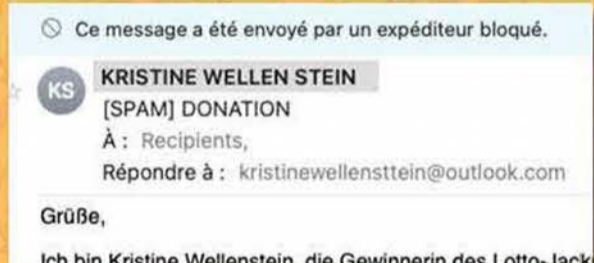 Ce message a été envoyé par un expéditeur bloqué.
KS
KRISTINE WELLEN STEIN
[SPAM] DONATION
À : Recipients,
Répondre à : kristinewellensttein@outlook.com
Grüße,
Ich bin Kristine Wellenstein, die Gewinnerin des